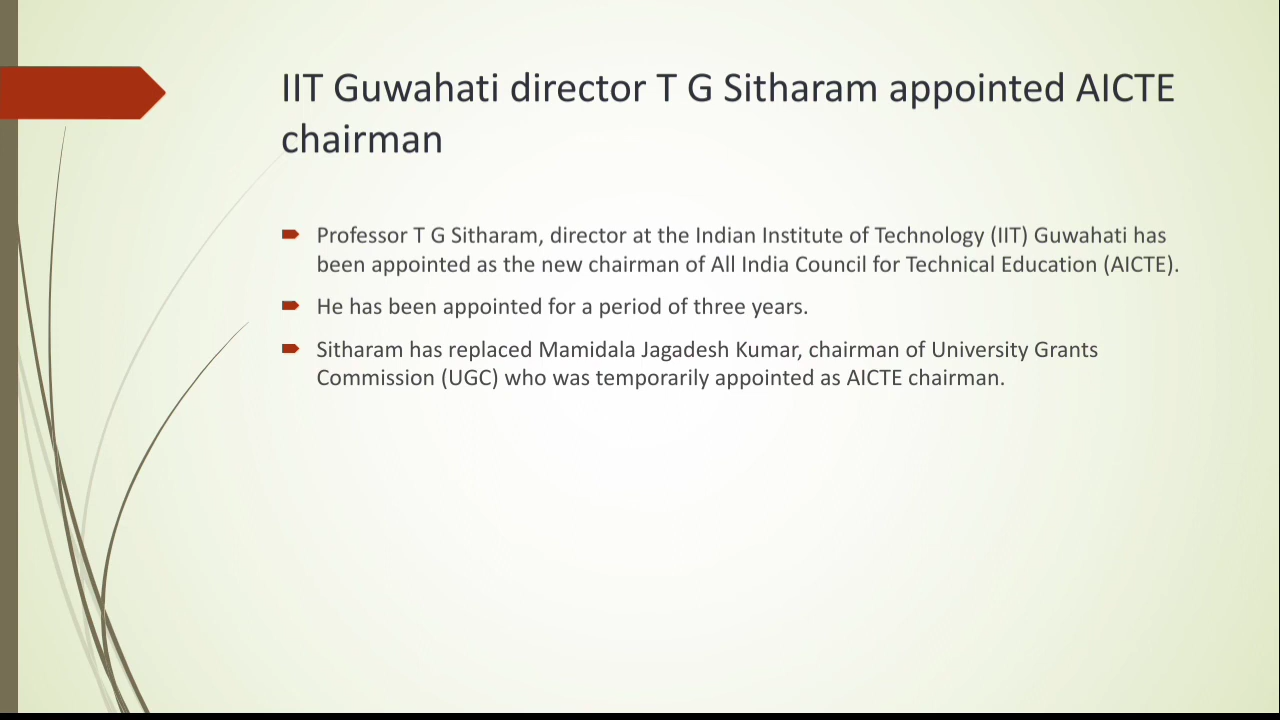 IIT Guwahati director T G Sitharam appointed AICTE
chairman
Professor T G Sitharam, director at the Indian Institute of Technology (IIT) Guwahati has
been appointed as the new chairman of All India Council for Technical Education (AICTE).
He has been appointed for a period of three years.
Sitharam has replaced Mamidala Jagadesh Kumar, chairman of University Grants
Commission (UGC) who was temporarily appointed as AICTE chairman.